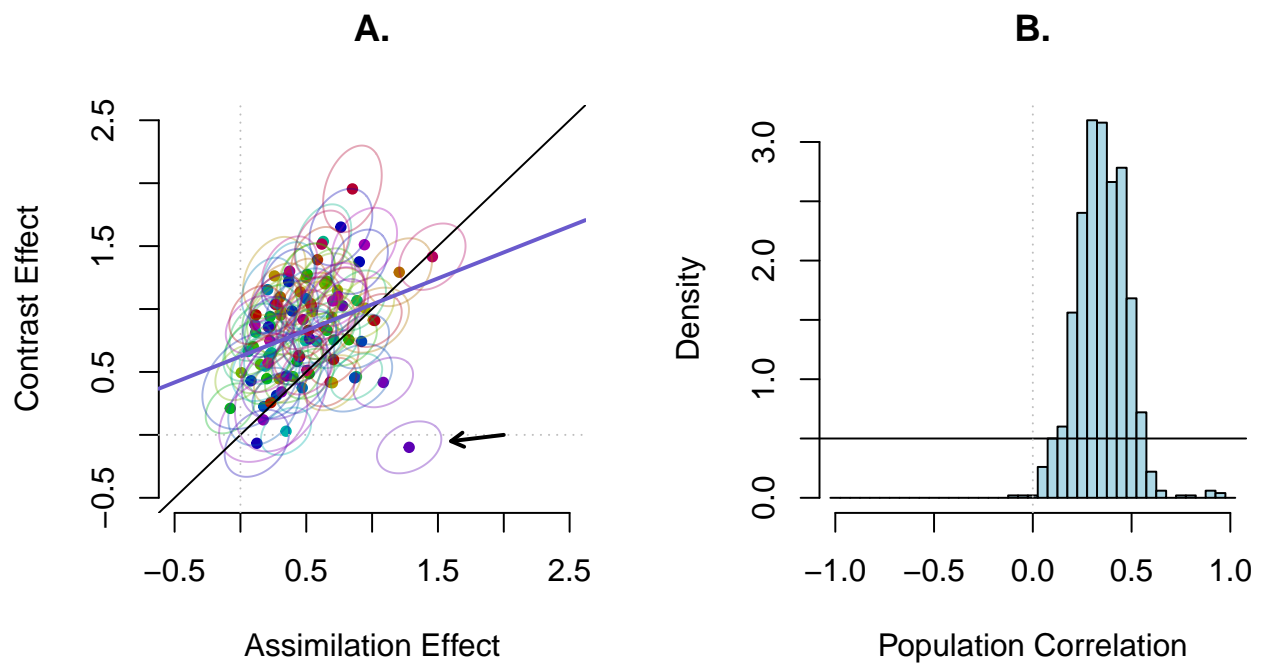 A.
Contrast Effect
2.5
1.5
0.5
−0.5
−0.5 0.5 1.5 2.5
Assimilation Effect
B.
Density
3.0
2.0
1.0
0.0
−1.0 −0.5 0.0 0.5 1.0
Population Correlation